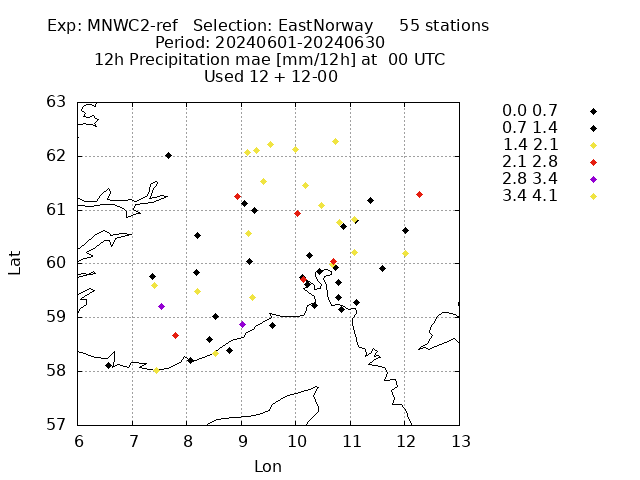 Exp: MNWC2-ref   Selection: EastNorway     55 stations
Period: 20240601-20240630
12h Precipitation mae [mm/12h] at  00 UTC
Used 12 + 12-00
63
62
61
60
59
58
57
Lat
6 7 8 9 10 11 12 13
Lon
0.0 0.7
0.7 1.4
1.4 2.1
2.1 2.8
2.8 3.4
3.4 4.1